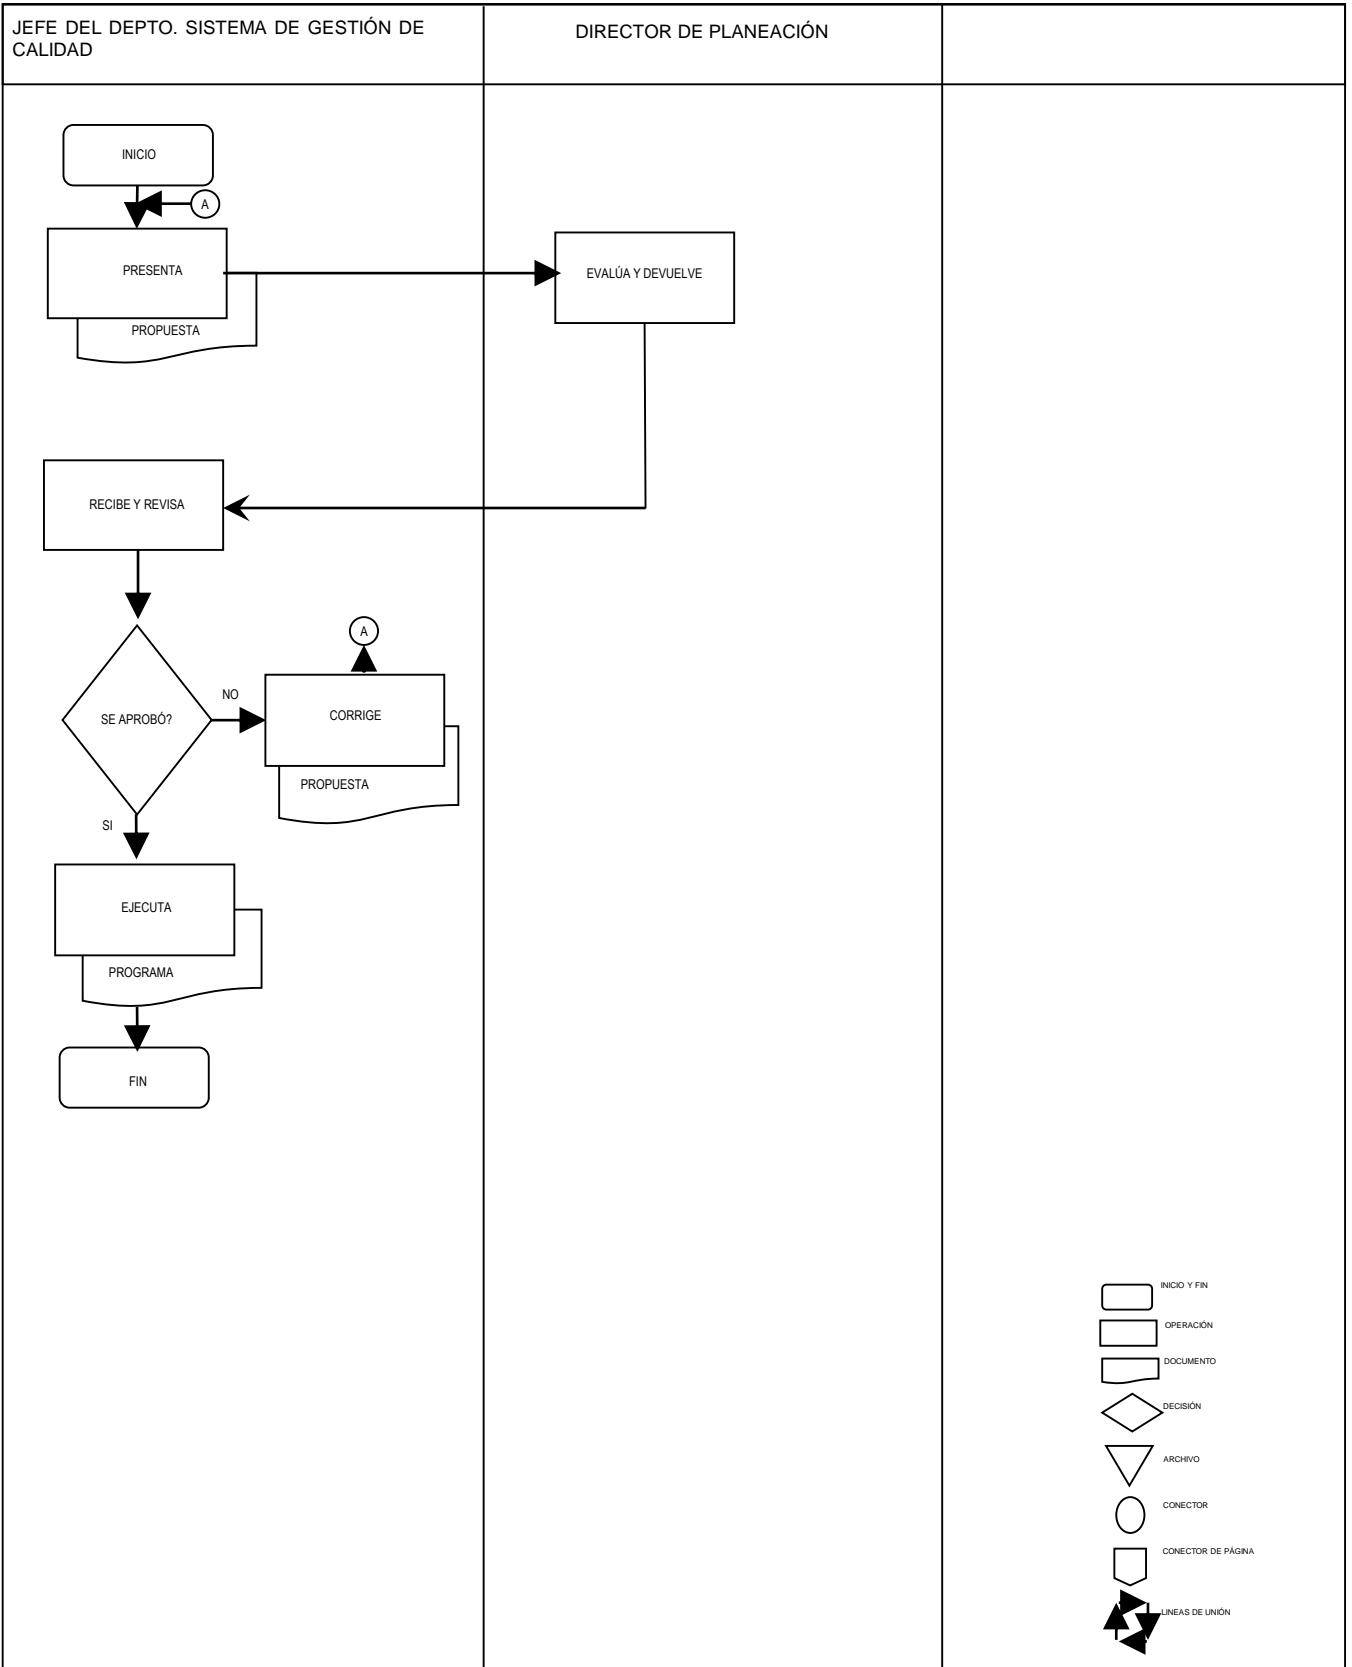 JEFE DEL DEPTO. SISTEMA DE GESTIÓN DE
CALIDAD
DIRECTOR DE PLANEACIÓN
INICIO
A
PRESENTA
PROPUESTA
EVALÚA Y DEVUELVE
RECIBE Y REVISA
A
SE APROBÓ?
NO
CORRIGE
PROPUESTA
SI
EJECUTA
PROGRAMA
FIN
INICIO Y FIN
OPERACIÓN
DOCUMENTO
DECISIÓN
ARCHIVO
CONECTOR
CONECTOR DE PÁGINA
LINEAS DE UNIÓN